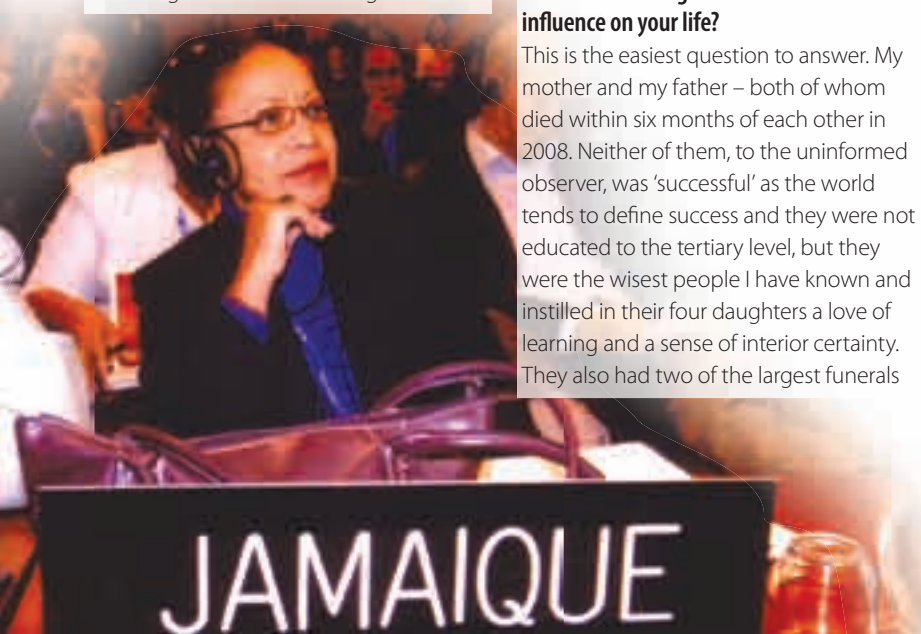 influence on your life?
This is the easiest question to answer. My
mother and my father – both of whom
died within six months of each other in
2008. Neither of them, to the uninformed
observer, was ‘successful’ as the world
tends to define success and they were not
educated to the tertiary level, but they
were the wisest people I have known and
instilled in their four daughters a love of
learning and a sense of interior certainty.
They also had two of the largest funerals
JAMAIQUE